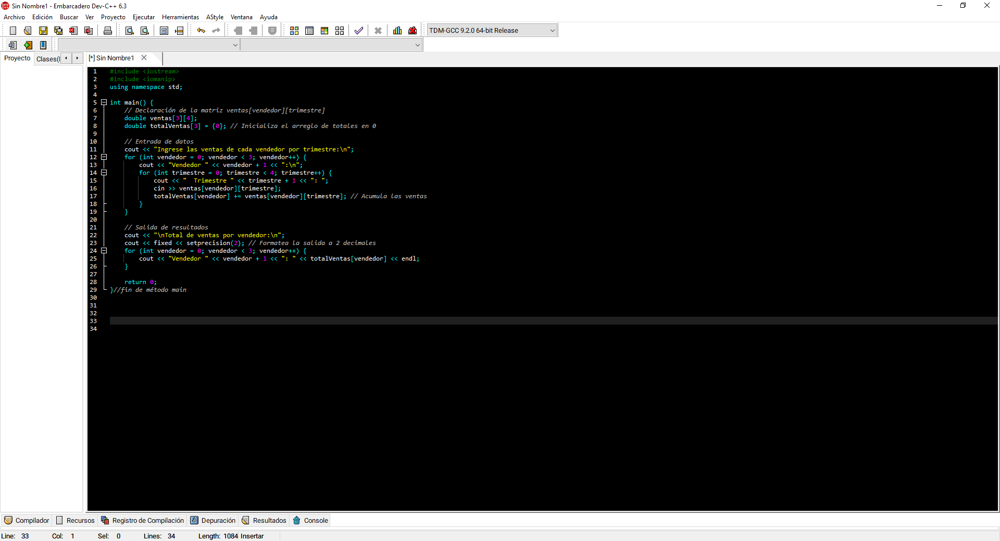 Sin Nombre1 - Embarcadero Dev-C++ 6.3
Archivo Edición Buscar Ver Proyecto Ejecutar Herramientas AStyle Ventana Ayuda
TDM-GCC 9.2.0 64-bit Release
Proyecto Clases(
[*] Sin Nombre1
1 #include <iostream>
2 #include <iomanip>
3 using namespace std;
4
5 int main() {
6 // Declaración de la matriz ventas[vendedor][trimestre]
7 double ventas[3][4];
8 double totalVentas[3] = {0}; // Inicializa el arreglo de totales en 0
9
10 // Entrada de datos
11 cout << "Ingrese las ventas de cada vendedor por trimestre:\n";
12 for (int vendedor = 0; vendedor < 3; vendedor++) {
13 cout << "Vendedor " << vendedor + 1 << ":\n";
14 for (int trimestre = 0; trimestre < 4; trimestre++) {
15 cout << "  Trimestre " << trimestre + 1 << ": ";
16 cin >> ventas[vendedor][trimestre];
17 totalVentas[vendedor] += ventas[vendedor][trimestre]; // Acumula las ventas
18 }
19 }
20
21 // Salida de resultados
22 cout << "\nTotal de ventas por vendedor:\n";
23 cout << fixed << setprecision(2); // Formatea la salida a 2 decimales
24 for (int vendedor = 0; vendedor < 3; vendedor++) {
25 cout << "Vendedor " << vendedor + 1 << ": " << totalVentas[vendedor] << endl;
26 }
27
28 return 0;
29 }//fin de método main
30
31
32
33
34
Compilador Recursos Registro de Compilación Depuración Resultados Console
Line: 33 Col: 1 Sel: 0 Lines: 34 Length: 1084 Insertar